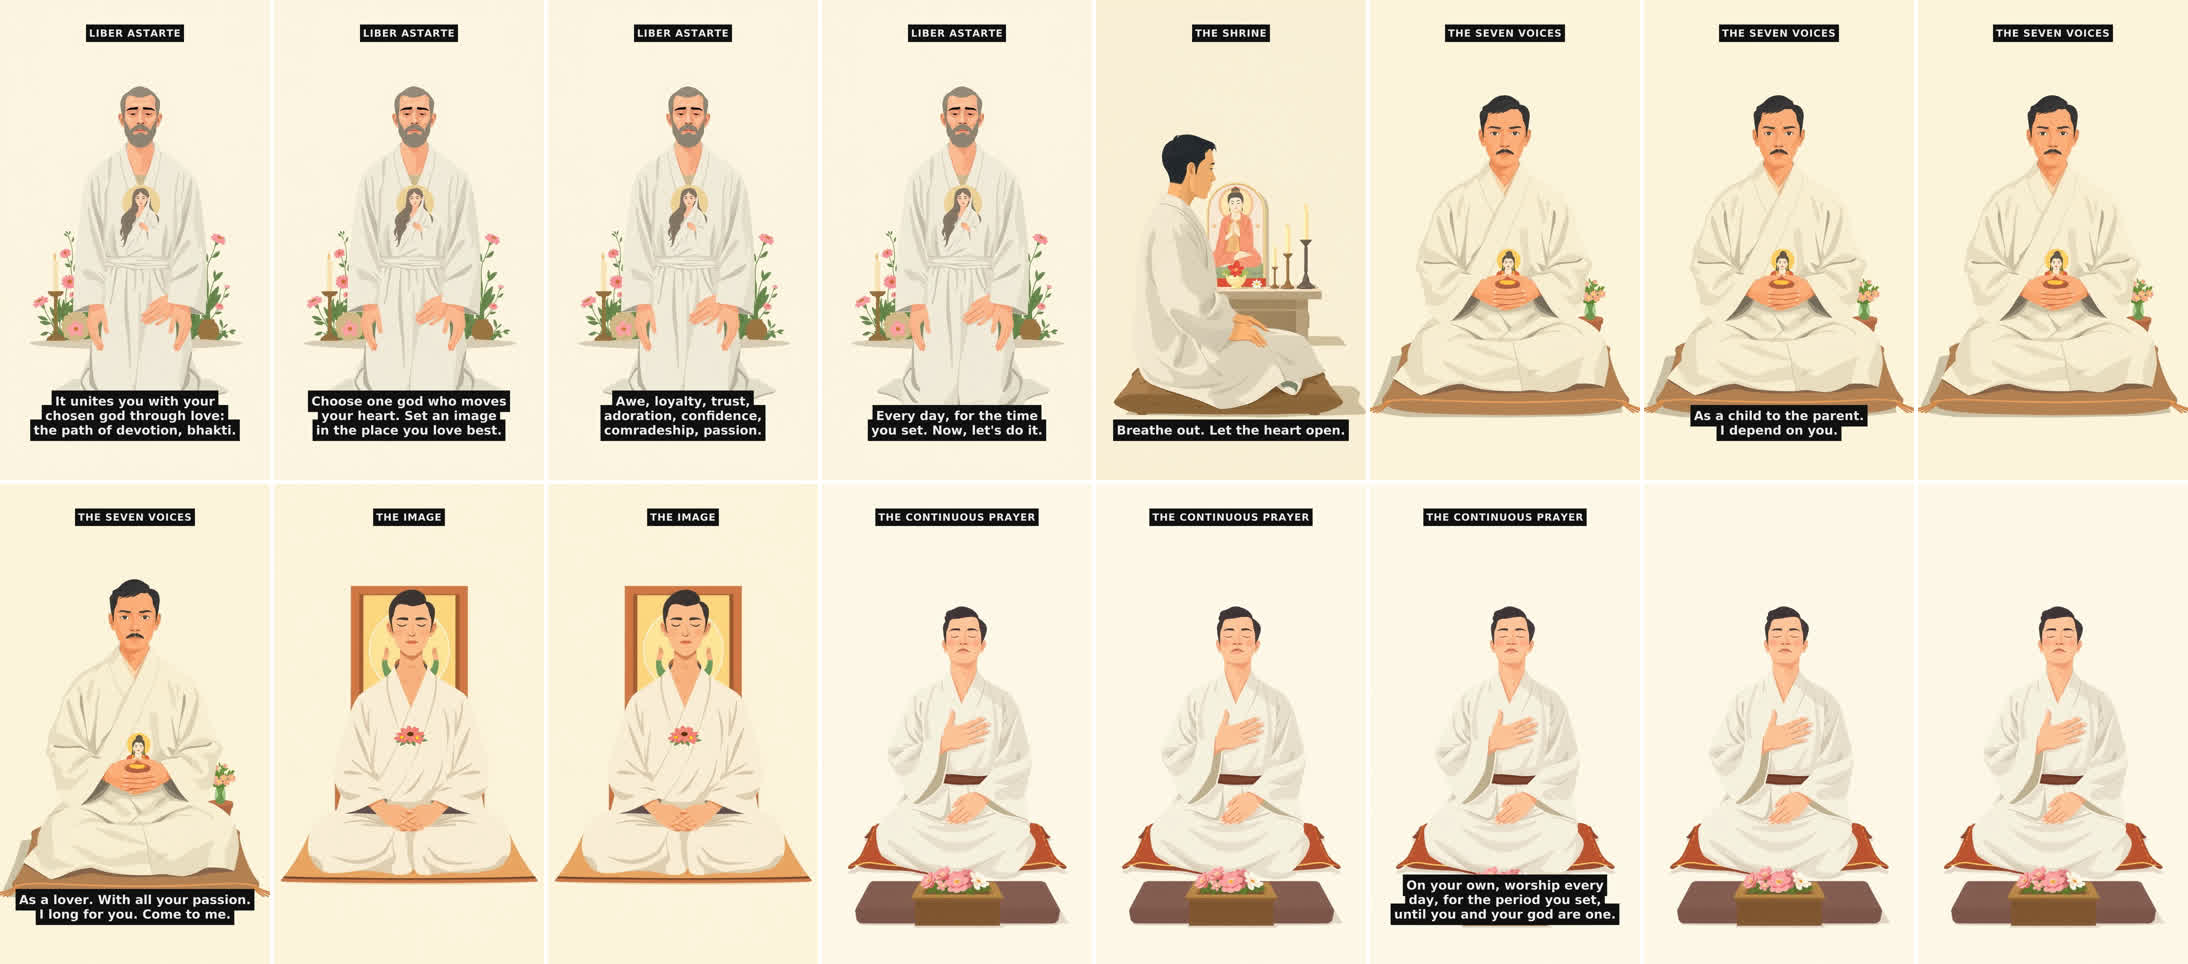 LIBER ASTARTE
It unites you with your
chosen god through love:
the path of devotion, bhakti.
LIBER ASTARTE
Choose one god who moves
your heart. Set an image
in the place you love best.
LIBER ASTARTE
Awe, loyalty, trust,
adoration, confidence,
comradeship, passion.
LIBER ASTARTE
Every day, for the time
you set. Now, let's do it.
THE SHRINE
Breathe out. Let the heart open.
THE SEVEN VOICES
THE SEVEN VOICES
As a child to the parent.
I depend on you.
THE SEVEN VOICES
THE SEVEN VOICES
As a lover. With all your passion.
I long for you. Come to me.
THE IMAGE
THE IMAGE
THE CONTINUOUS PRAYER
THE CONTINUOUS PRAYER
THE CONTINUOUS PRAYER
On your own, worship every
day, for the period you set,
until you and your god are one.